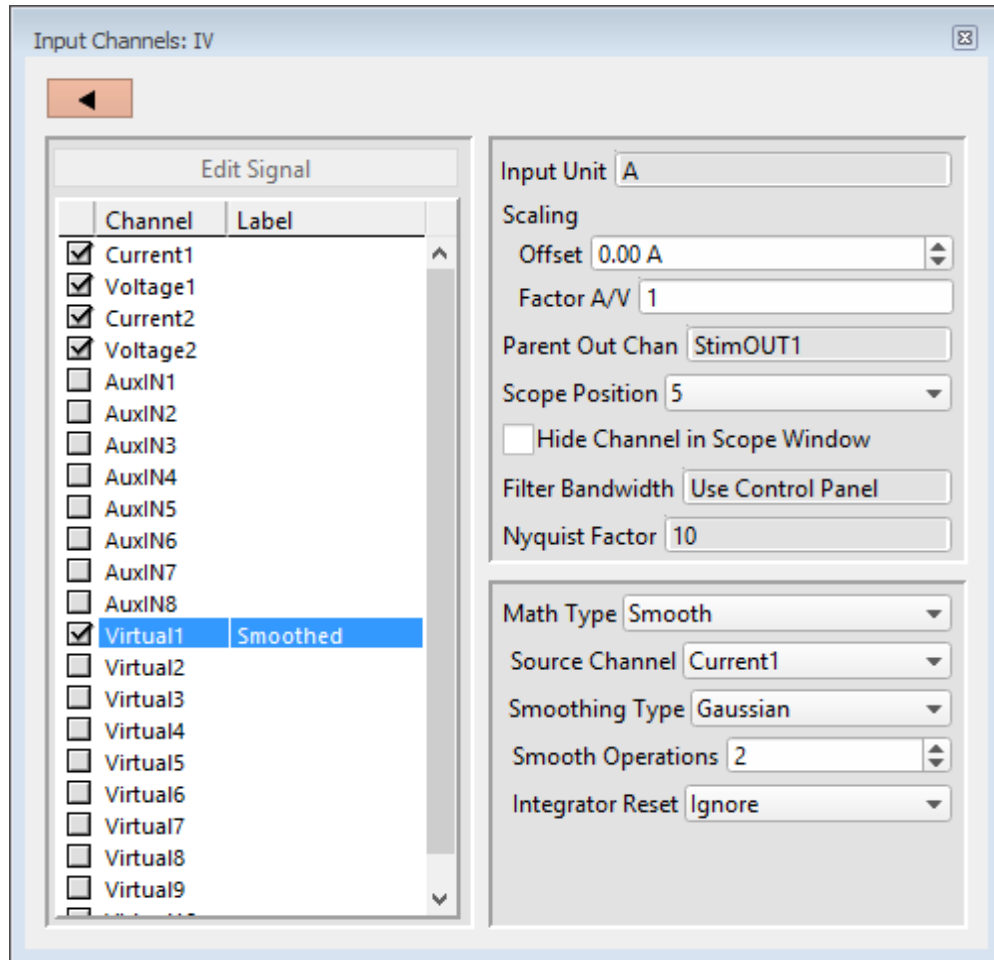 Input Channels: IV
Edit Signal
Channel Label
Current1
Voltage1
Current2
Voltage2
AuxIN1
AuxIN2
AuxIN3
AuxIN4
AuxIN5
AuxIN6
AuxIN7
AuxIN8
Virtual1 Smoothed
Virtual2
Virtual3
Virtual4
Virtual5
Virtual6
Virtual7
Virtual8
Virtual9
Input Unit A
Scaling
Offset 0.00 A
Factor A/V 1
Parent Out Chan StimOUT1
Scope Position 5
Hide Channel in Scope Window
Filter Bandwidth Use Control Panel
Nyquist Factor 10
Math Type Smooth
Source Channel Current1
Smoothing Type Gaussian
Smooth Operations 2
Integrator Reset Ignore